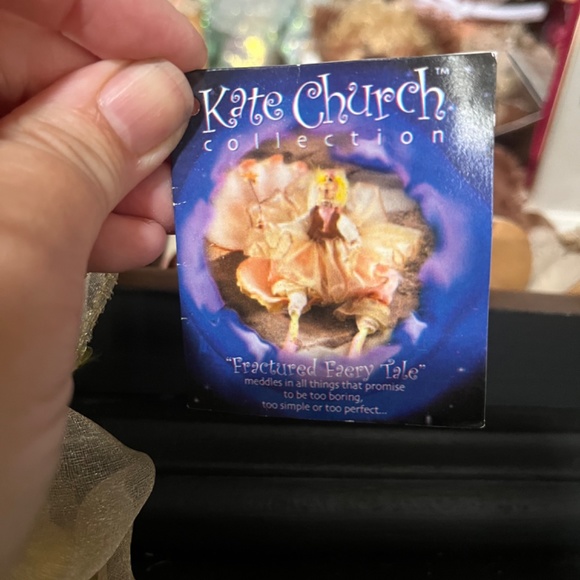 Kate Church™
collection
"Fractured Faery Tale"
meddles in all things that promise
to be too boring,
too simple or too perfect...